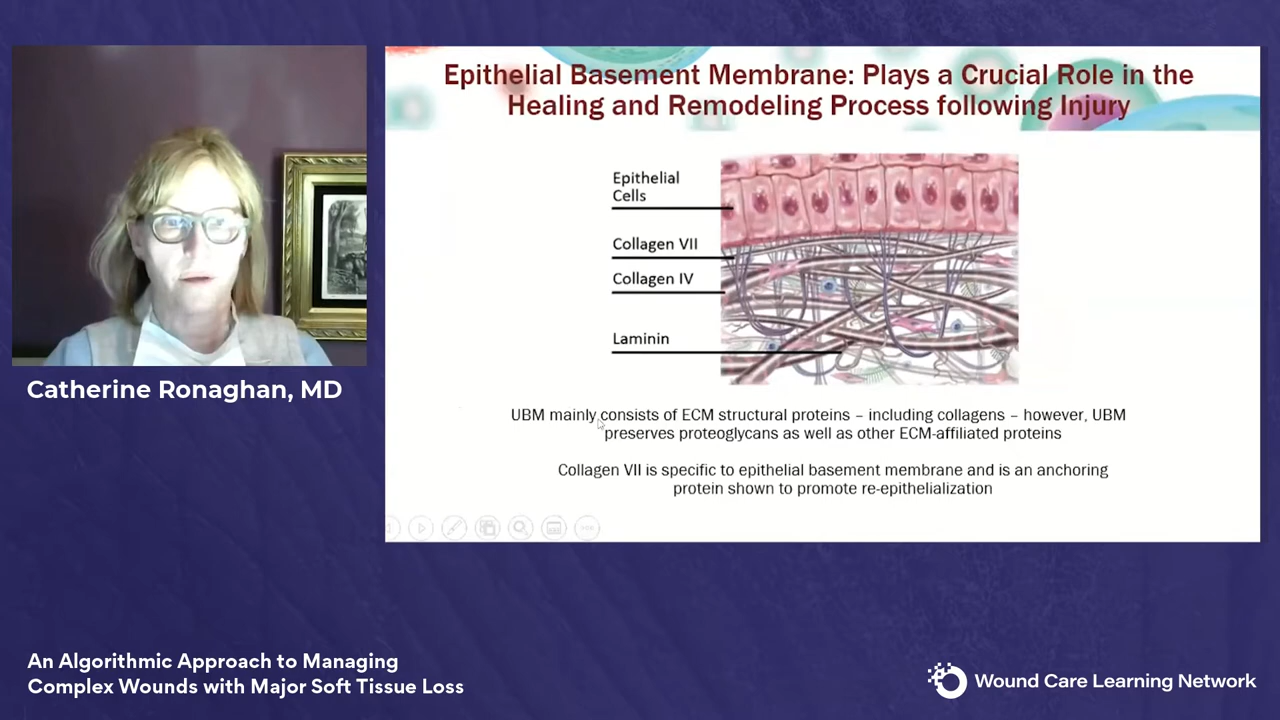 Epithelial Basement Membrane: Plays a Crucial Role in the
Healing and Remodeling Process following Injury
Epithelial
Cells
Collagen VII
Collagen IV
Laminin
UBM mainly consists of ECM structural proteins – including collagens – however, UBM
preserves proteoglycans as well as other ECM-affiliated proteins
Collagen VII is specific to epithelial basement membrane and is an anchoring
protein shown to promote re-epithelialization
Catherine Ronaghan, MD
An Algorithmic Approach to Managing
Complex Wounds with Major Soft Tissue Loss
Wound Care Learning Network